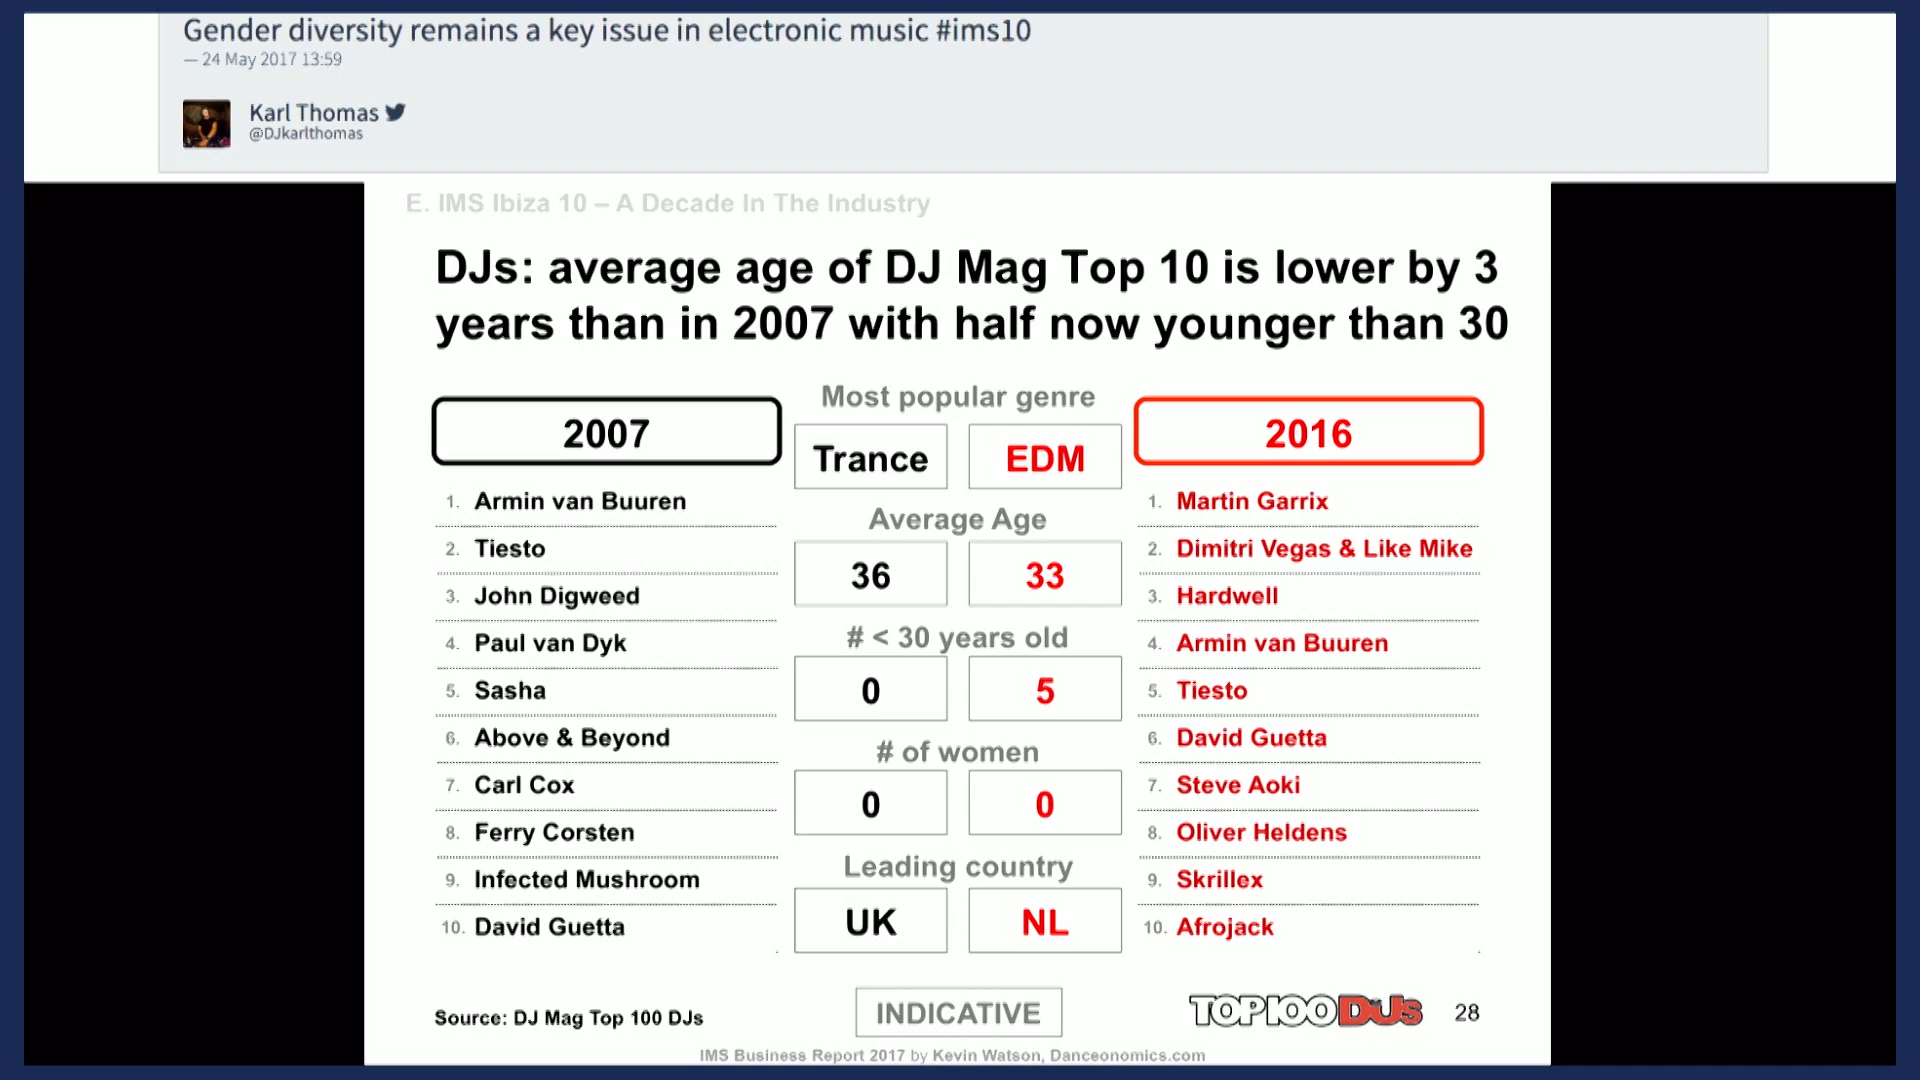 Gender diversity remains a key issue in electronic music #ims10
— 24 May 2017 13:59
Karl Thomas
@DJkarlthomas
E. IMS Ibiza 10 – A Decade In The Industry
DJs: average age of DJ Mag Top 10 is lower by 3
years than in 2007 with half now younger than 30
2007
1. Armin van Buuren
2. Tiesto
3. John Digweed
4. Paul van Dyk
5. Sasha
6. Above & Beyond
7. Carl Cox
8. Ferry Corsten
9. Infected Mushroom
10. David Guetta
Most popular genre
Trance EDM
Average Age
36 33
# < 30 years old
0 5
# of women
0 0
Leading country
UK NL
2016
1. Martin Garrix
2. Dimitri Vegas & Like Mike
3. Hardwell
4. Armin van Buuren
5. Tiesto
6. David Guetta
7. Steve Aoki
8. Oliver Heldens
9. Skrillex
10. Afrojack
Source: DJ Mag Top 100 DJs
INDICATIVE
TOP100DJs
28
IMS Business Report 2017 by Kevin Watson, Danceonomics.com